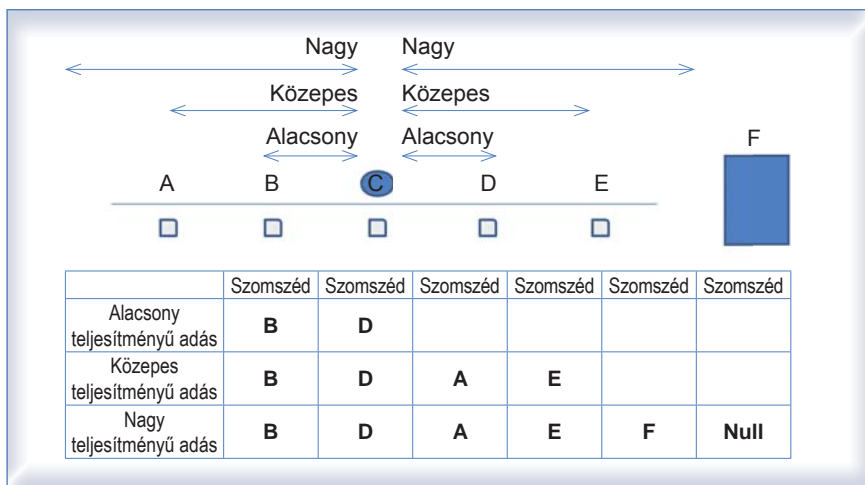 Nagy Nagy
Közepes Közepes
Alacsony Alacsony
F
A B C D E
Szomszéd Szomszéd Szomszéd Szomszéd Szomszéd Szomszéd
Alacsony
teljesítményű adás
B D
Közepes
teljesítményű adás
B D A E
Nagy
teljesítményű adás
B D A E F Null